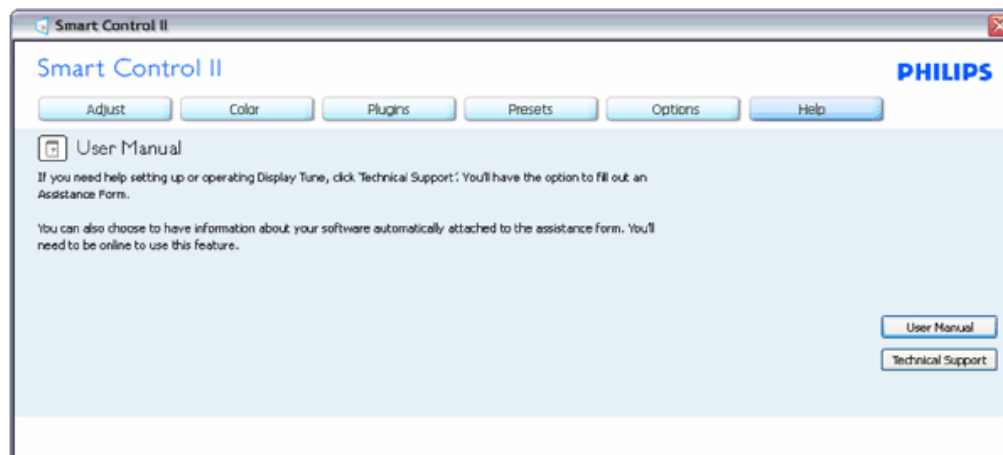 Smart Control II
Smart Control II
PHILIPS
Adjust
Color
Plugins
Presets
Options
Help
User Manual
If you need help setting up or operating Display Tune, click 'Technical Support'. You'll have the option to fill out an
Assistance Form.
You can also choose to have information about your software automatically attached to the assistance form. You'll
need to be online to use this feature.
User Manual
Technical Support